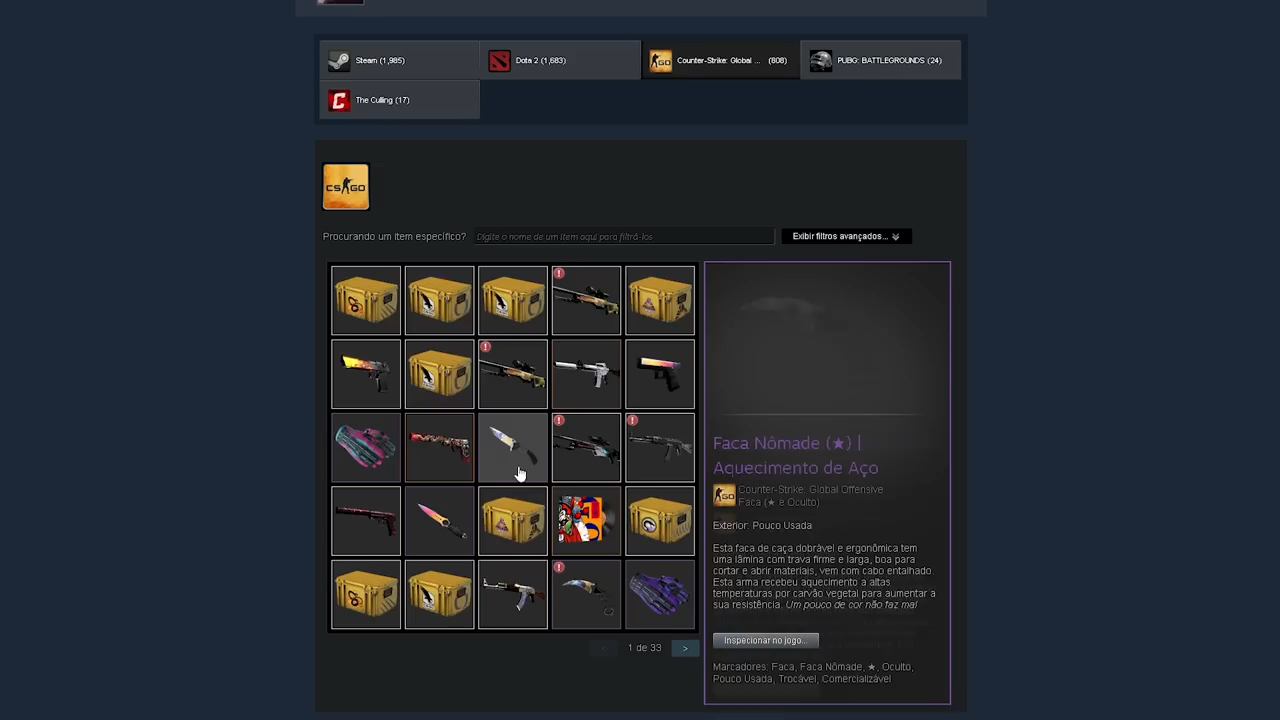 Steam (1,985)
Dota 2 (1,683)
Counter-Strike: Global ... (808)
PUBG: BATTLEGROUNDS (24)
The Culling (17)
CS GO
Procurando um item específico?
Digite o nome de um item aqui para filtrá-los
Exibir filtros avançados...
Faca Nômade (★) |
Aquecimento de Aço
GO
Counter-Strike: Global Offensive
Faca (★ e Oculto)
Exterior: Pouco Usada
Esta faca de caça dobrável e ergonômica tem
uma lâmina com trava firme e larga, boa para
cortar e abrir materiais, vem com cabo entalhado.
Esta arma recebeu aquecimento a altas
temperaturas por carvão vegetal para aumentar a
sua resistência. Um pouco de cor não faz mal
Inspecionar no jogo...
< 1 de 33 >
Marcadores: Faca, Faca Nômade, ★, Oculto,
Pouco Usada, Trocável, Comercializável